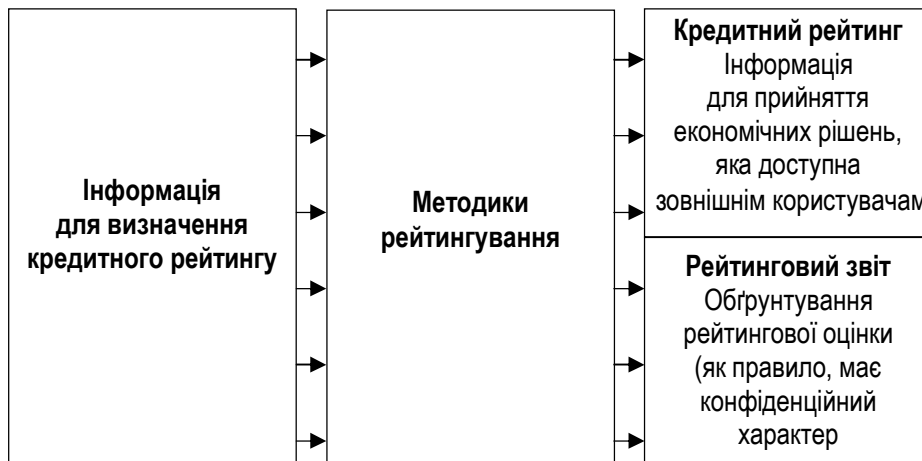 Інформація
для визначення
кредитного рейтингу
Методики
рейтингування
Кредитний рейтинг
Інформація
для прийняття
економічних рішень,
яка доступна
зовнішнім користувачам
Рейтинговий звіт
Обґрунтування
рейтингової оцінки
(як правило, має
конфіденційний
характер